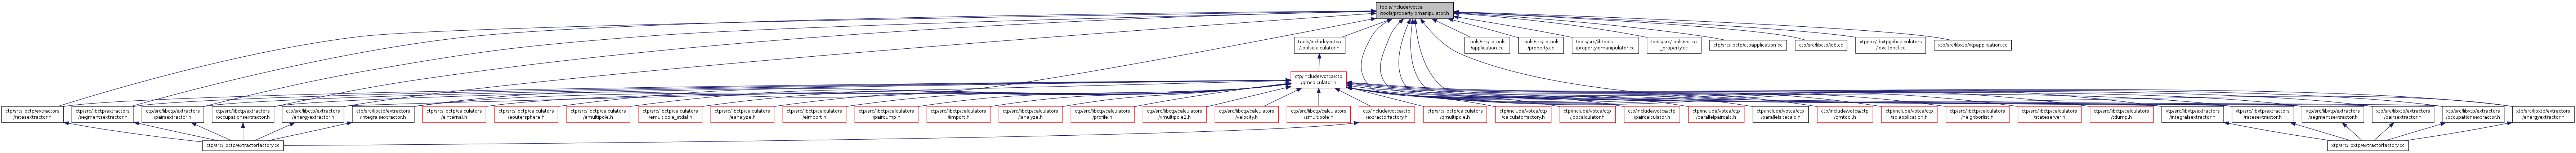 tools/include/votca
/tools/propertyiomanipulator.h
tools/include/votca
/tools/calculator.h
tools/src/libtools
/application.cc
tools/src/libtools
/property.cc
tools/src/libtools
/propertyiomanipulator.cc
tools/src/tools/votca
_property.cc
ctp/src/libctp/ctpapplication.cc
ctp/src/libctp/job.cc
xtp/src/libxtp/jobcalculators
/excitoncl.cc
xtp/src/libxtp/xtpapplication.cc
ctp/include/votca/ctp
/qmcalculator.h
ctp/src/libctp/extractors
/ratesextractor.h
ctp/src/libctp/extractors
/segmentsextractor.h
ctp/src/libctp/extractors
/pairsextractor.h
ctp/src/libctp/extractors
/occupationsextractor.h
ctp/src/libctp/extractors
/energyextractor.h
ctp/src/libctp/extractors
/integralsextractor.h
ctp/src/libctp/calculators
/einternal.h
ctp/src/libctp/calculators
/eoutersphere.h
ctp/src/libctp/calculators
/emultipole.h
ctp/src/libctp/calculators
/emultipole_stdal.h
ctp/src/libctp/calculators
/eanalyze.h
ctp/src/libctp/calculators
/eimport.h
ctp/src/libctp/calculators
/pairdump.h
ctp/src/libctp/calculators
/iimport.h
ctp/src/libctp/calculators
/ianalyze.h
ctp/src/libctp/calculators
/profile.h
ctp/src/libctp/calculators
/emultipole2.h
ctp/src/libctp/calculators
/velocity.h
ctp/src/libctp/calculators
/zmultipole.h
ctp/include/votca/ctp
/extractorfactory.h
ctp/src/libctp/calculators
/qmultipole.h
ctp/include/votca/ctp
/calculatorfactory.h
ctp/include/votca/ctp
/jobcalculator.h
ctp/include/votca/ctp
/paircalculator.h
ctp/include/votca/ctp
/parallelpaircalc.h
ctp/include/votca/ctp
/parallelsitecalc.h
ctp/include/votca/ctp
/qmtool.h
ctp/include/votca/ctp
/sqlapplication.h
ctp/src/libctp/calculators
/neighborlist.h
ctp/src/libctp/calculators
/stateserver.h
ctp/src/libctp/calculators
/tdump.h
xtp/src/libxtp/extractors
/integralsextractor.h
xtp/src/libxtp/extractors
/ratesextractor.h
xtp/src/libxtp/extractors
/segmentsextractor.h
xtp/src/libxtp/extractors
/pairsextractor.h
xtp/src/libxtp/extractors
/occupationsextractor.h
xtp/src/libxtp/extractors
/energyextractor.h
ctp/src/libctp/extractorfactory.cc
xtp/src/libxtp/extractorfactory.cc